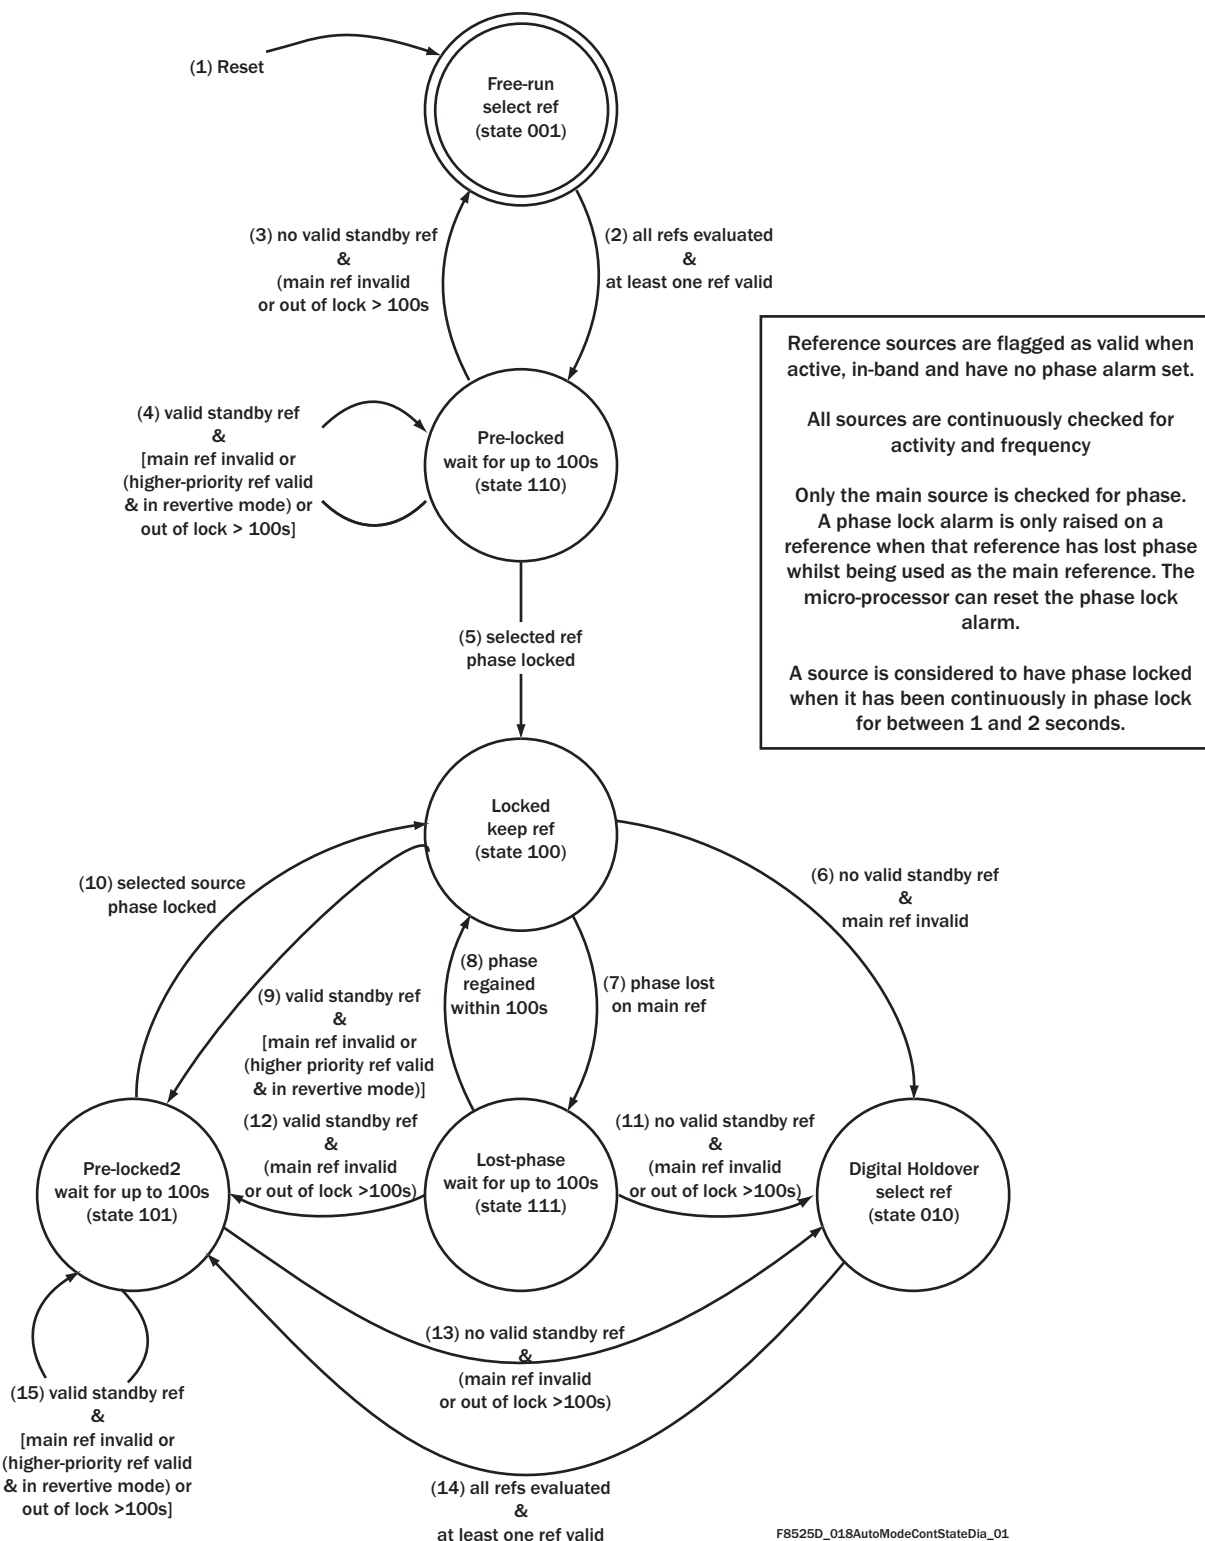 (1) Reset
Free-run
select ref
(state 001)
(3) no valid standby ref
&
(main ref invalid
or out of lock > 100s
(2) all refs evaluated
&
at least one ref valid
Reference sources are flagged as valid when
active, in-band and have no phase alarm set.
All sources are continuously checked for
activity and frequency
Only the main source is checked for phase.
A phase lock alarm is only raised on a
reference when that reference has lost phase
whilst being used as the main reference. The
micro-processor can reset the phase lock
alarm.
A source is considered to have phase locked
when it has been continuously in phase lock
for between 1 and 2 seconds.
(4) valid standby ref
&
[main ref invalid or
(higher-priority ref valid
& in revertive mode) or
out of lock > 100s]
Pre-locked
wait for up to 100s
(state 110)
(5) selected ref
phase locked
Locked
keep ref
(state 100)
(10) selected source
phase locked
(6) no valid standby ref
&
main ref invalid
(9) valid standby ref
&
[main ref invalid or
(higher priority ref valid
& in revertive mode)]
(8) phase
regained
within 100s
(7) phase lost
on main ref
(12) valid standby ref
&
(main ref invalid
or out of lock >100s)
(11) no valid standby ref
&
(main ref invalid
or out of lock >100s)
Pre-locked2
wait for up to 100s
(state 101)
Lost-phase
wait for up to 100s
(state 111)
Digital Holdover
select ref
(state 010)
(13) no valid standby ref
&
(main ref invalid
or out of lock >100s)
(15) valid standby ref
&
[main ref invalid or
(higher-priority ref valid
& in revertive mode) or
out of lock >100s]
(14) all refs evaluated
&
at least one ref valid
F8525D_018AutoModeContStateDia_01